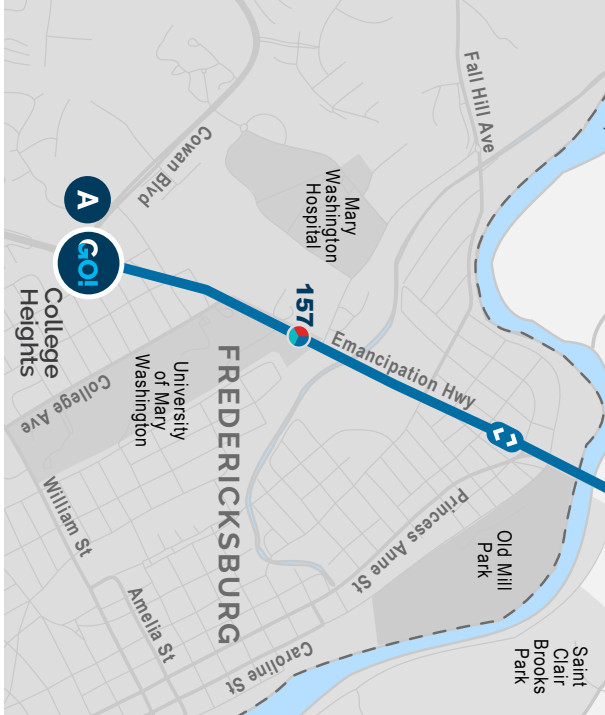 Fall Hill Ave
Cowan Blvd
Mary
Washington
Hospital
A
GO!
College
Heights
157
Emancipation Hwy
College Ave
University
of Mary
Washington
FREDERICKSBURG
William St
Princess Anne St
Old Mill
Park
Amelia St
Caroline St
Saint
Clair
Brooks
Park